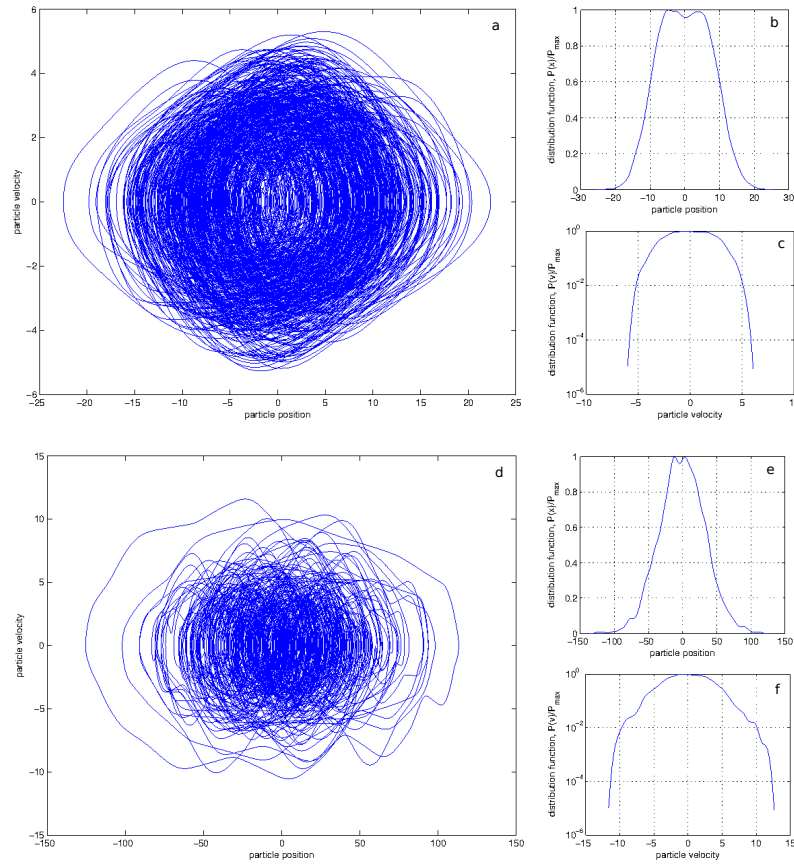 a
6
4
2
0
−2
−4
−6
particle velocity
−25 −20 −15 −10 −5 0 5 10 15 20 25
particle position
b
1
0.8
0.6
0.4
0.2
0
distribution function, P(x)/P_max
−30 −20 −10 0 10 20 30
particle position
c
10^0
10^−2
10^−4
10^−6
distribution function, P(v)/P_max
−10 −5 0 5 10
particle velocity
d
15
10
5
0
−5
−10
−15
particle velocity
−150 −100 −50 0 50 100 150
particle position
e
1
0.8
0.6
0.4
0.2
0
distribution function, P(x)/P_max
−150 −100 −50 0 50 100 150
particle position
f
10^0
10^−2
10^−4
10^−6
distribution function, P(v)/P_max
−15 −10 −5 0 5 10 15
particle velocity